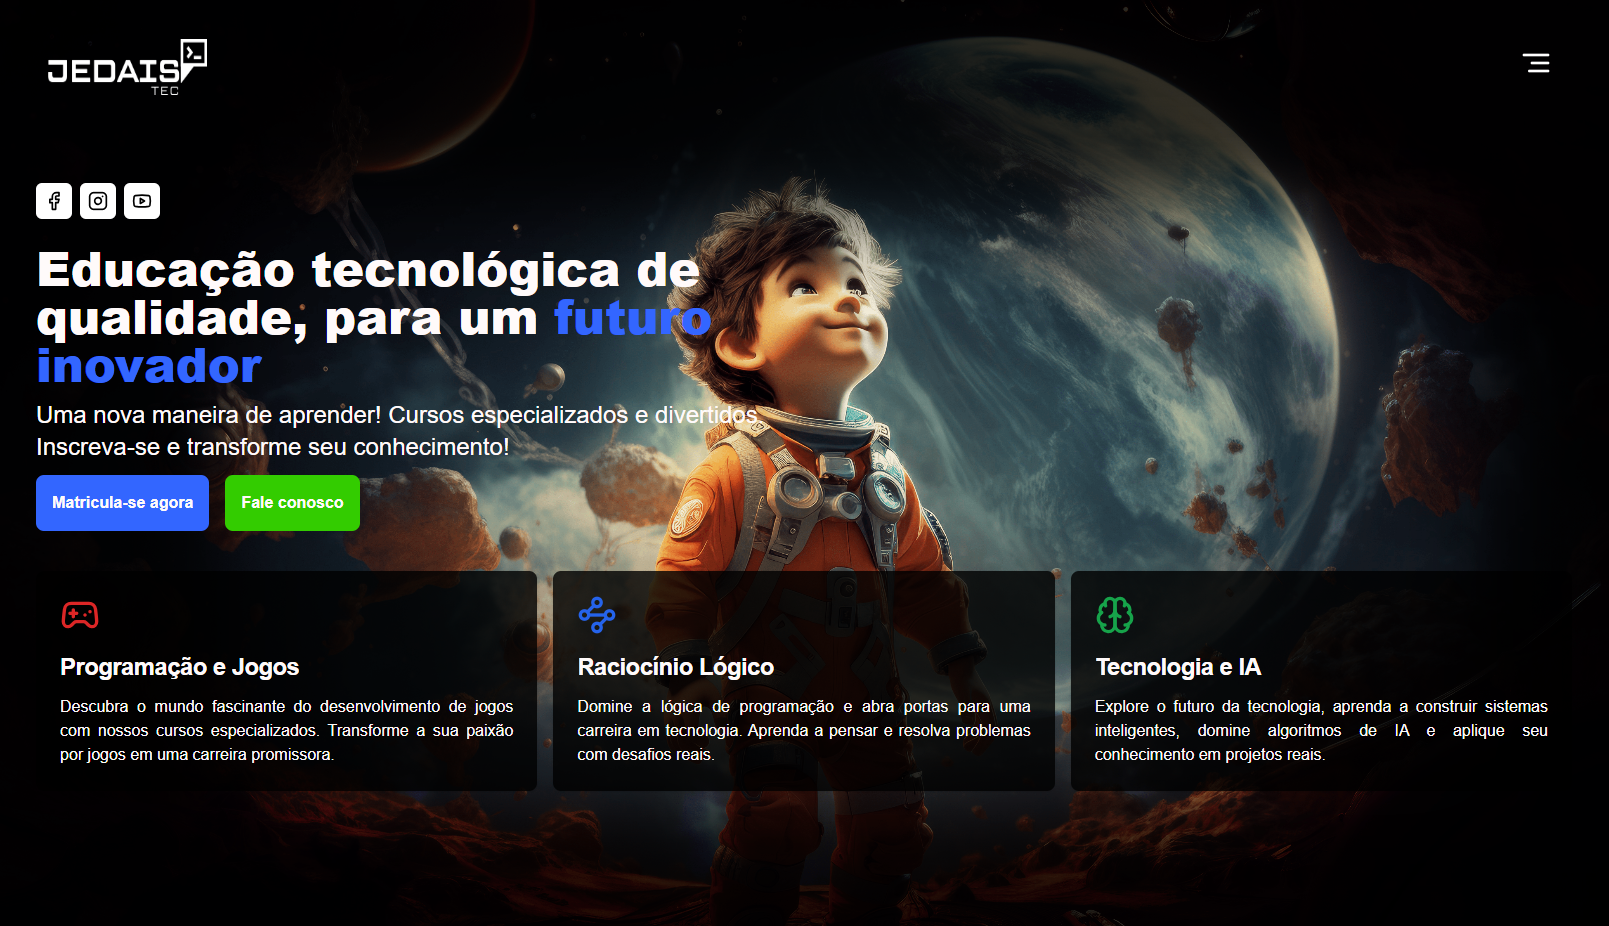 JEDAIS
TEC
Educação tecnológica de
qualidade, para um futuro
inovador
Uma nova maneira de aprender! Cursos especializados e divertidos
Inscreva-se e transforme seu conhecimento!
Matricula-se agora
Fale conosco
Programação e Jogos
Descubra o mundo fascinante do desenvolvimento de jogos
com nossos cursos especializados. Transforme a sua paixão
por jogos em uma carreira promissora.
Raciocínio Lógico
Domine a lógica de programação e abra portas para uma
carreira em tecnologia. Aprenda a pensar e resolva problemas
com desafios reais.
Tecnologia e IA
Explore o futuro da tecnologia, aprenda a construir sistemas
inteligentes, domine algoritmos de IA e aplique seu
conhecimento em projetos reais.